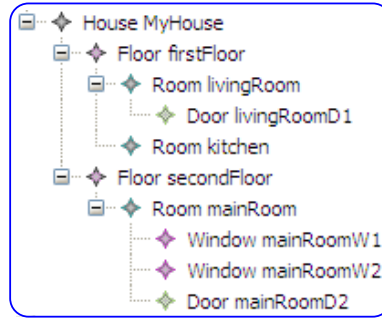 House MyHouse
Floor firstFloor
Room livingRoom
Door livingRoomD1
Room kitchen
Floor secondFloor
Room mainRoom
Window mainRoomW1
Window mainRoomW2
Door mainRoomD2